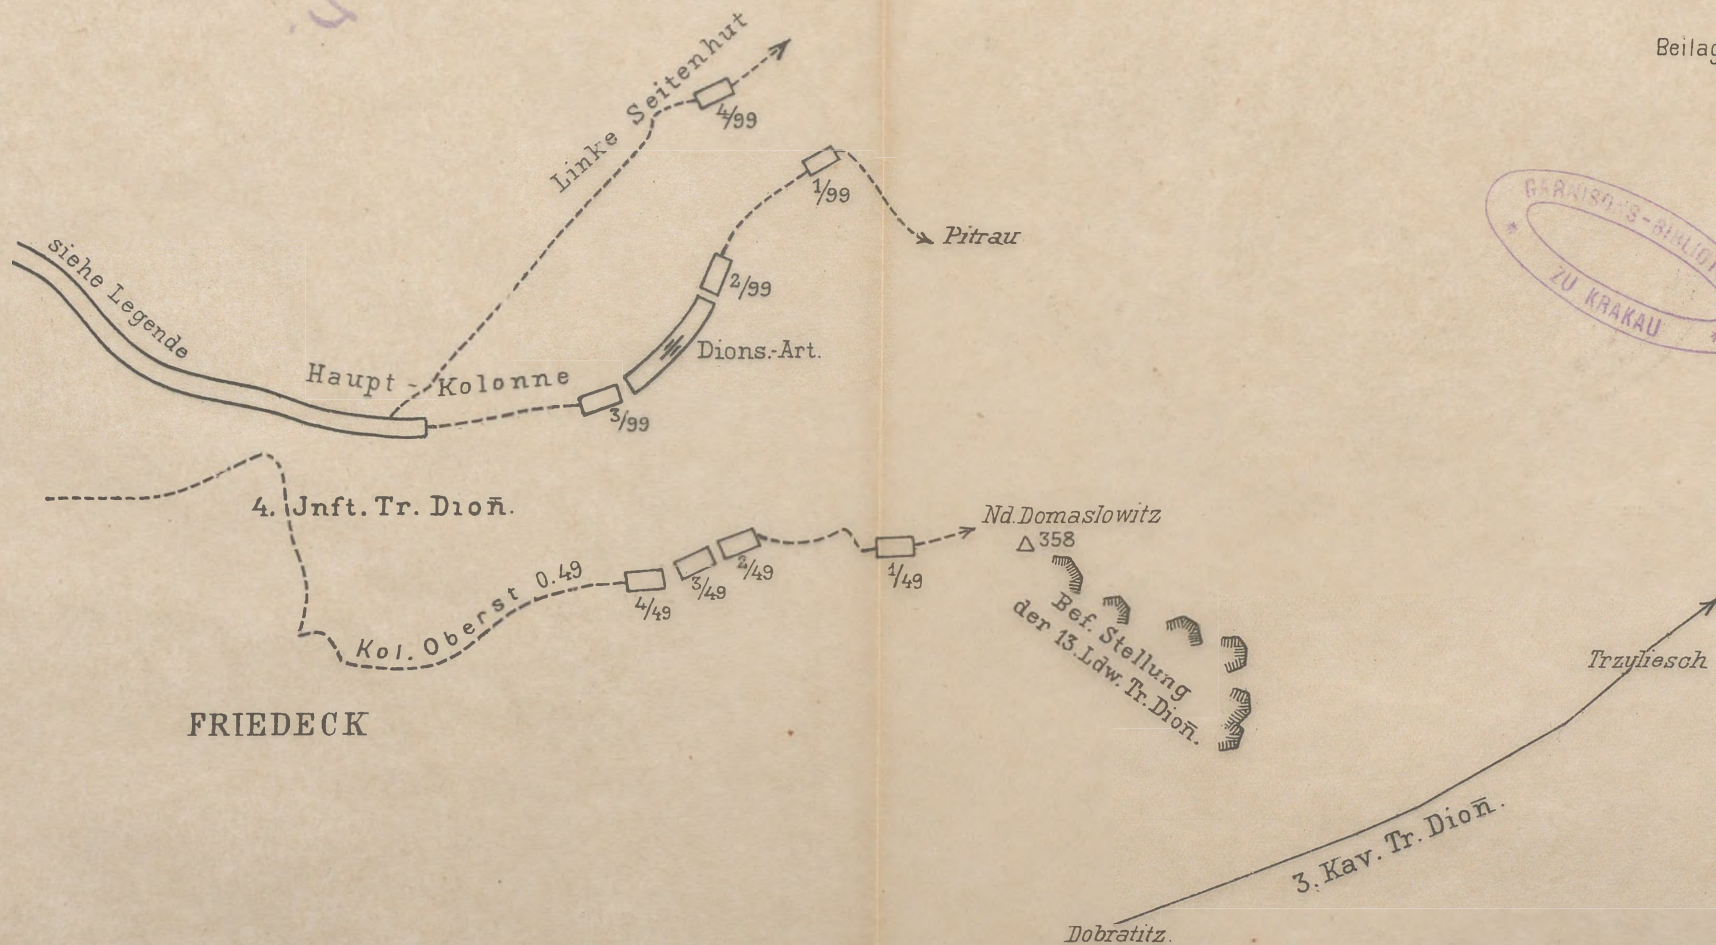 Beilag
Linke Seitenhut
4/99
1/99
Pitrau
GARNISONS-BIBLIOT
ZU KRAKAU
siehe Legende
2/99
Dions.-Art.
Haupt-Kolonne
3/99
4. Jnft. Tr. Dion̄.
Nd. Domaslowitz
358
Kol. Oberst O.49
4/49
3/49
2/49
1/49
Bef. Stellung
der 13. Ldw. Tr. Dion̄.
Trzyliesch
FRIEDECK
3. Kav. Tr. Dion̄.
Dobratitz.